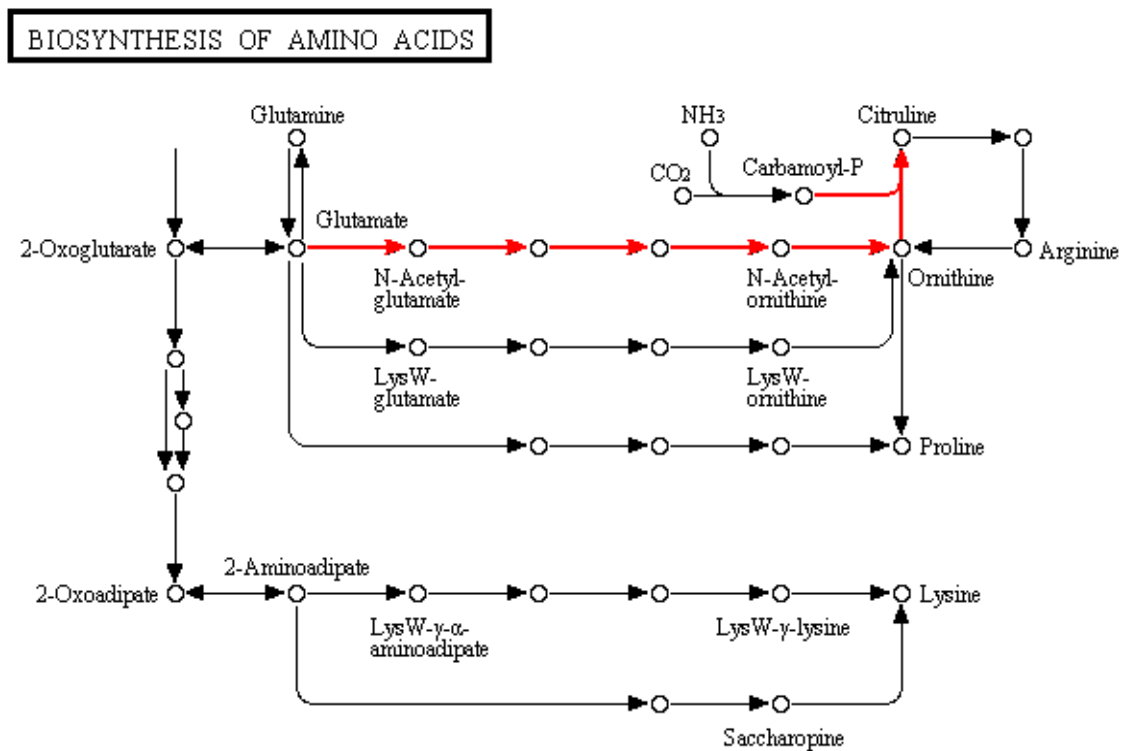 BIOSYNTHESIS OF AMINO ACIDS
Glutamine
NH3
Citruline
CO2
Carbamoyl-P
Glutamate
2-Oxoglutarate
N-Acetyl-
glutamate
N-Acetyl-
ornithine
Ornithine
Arginine
LysW-
glutamate
LysW-
ornithine
Proline
2-Aminoadipate
2-Oxoadipate
Lysine
LysW-γ-α-
aminoadipate
LysW-γ-lysine
Saccharopine